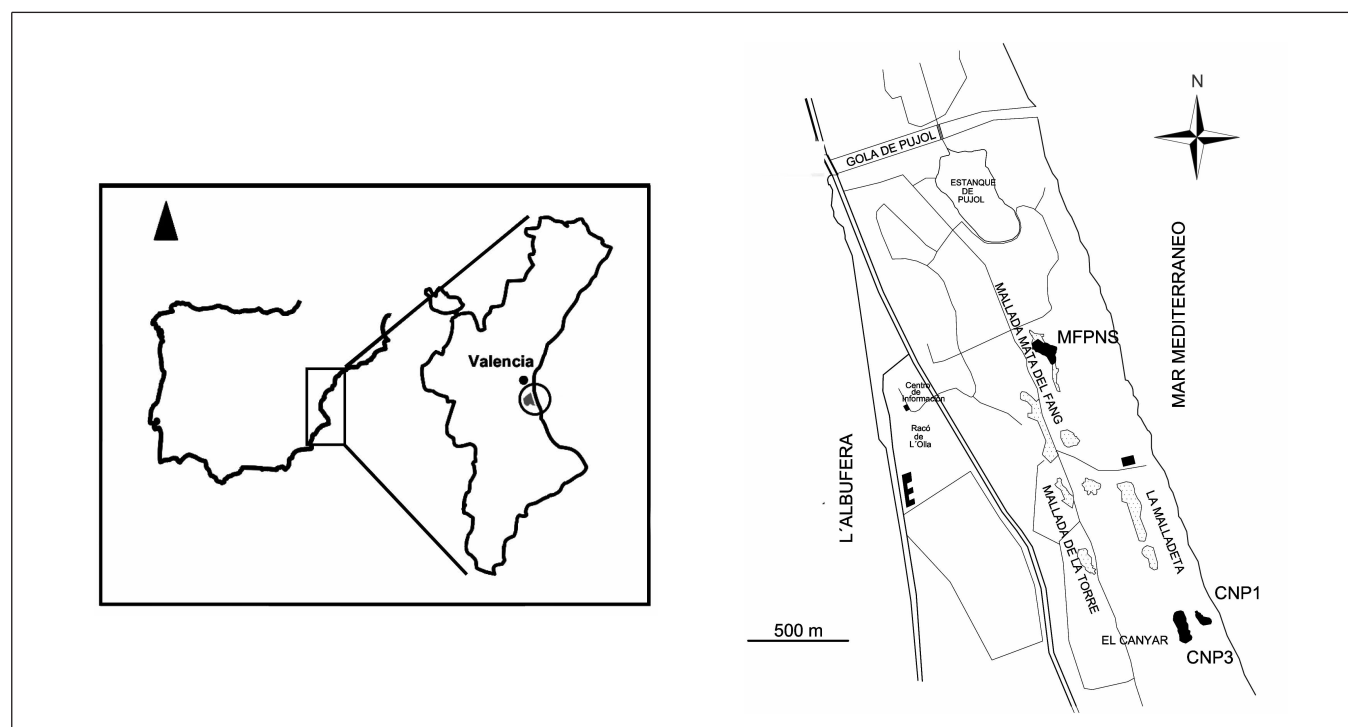 Valencia
N
GOLA DE PUJOL
ESTANQUE
DE
PUJOL
MAR MEDITERRANEO
MALLADA MATA DEL FANG
MFPNS
Centro
de
Información
Racó
de
L´Olla
L´ALBUFERA
MALLADA DE LA TORRE
LA MALLADETA
CNP1
EL CANYAR
CNP3
500 m